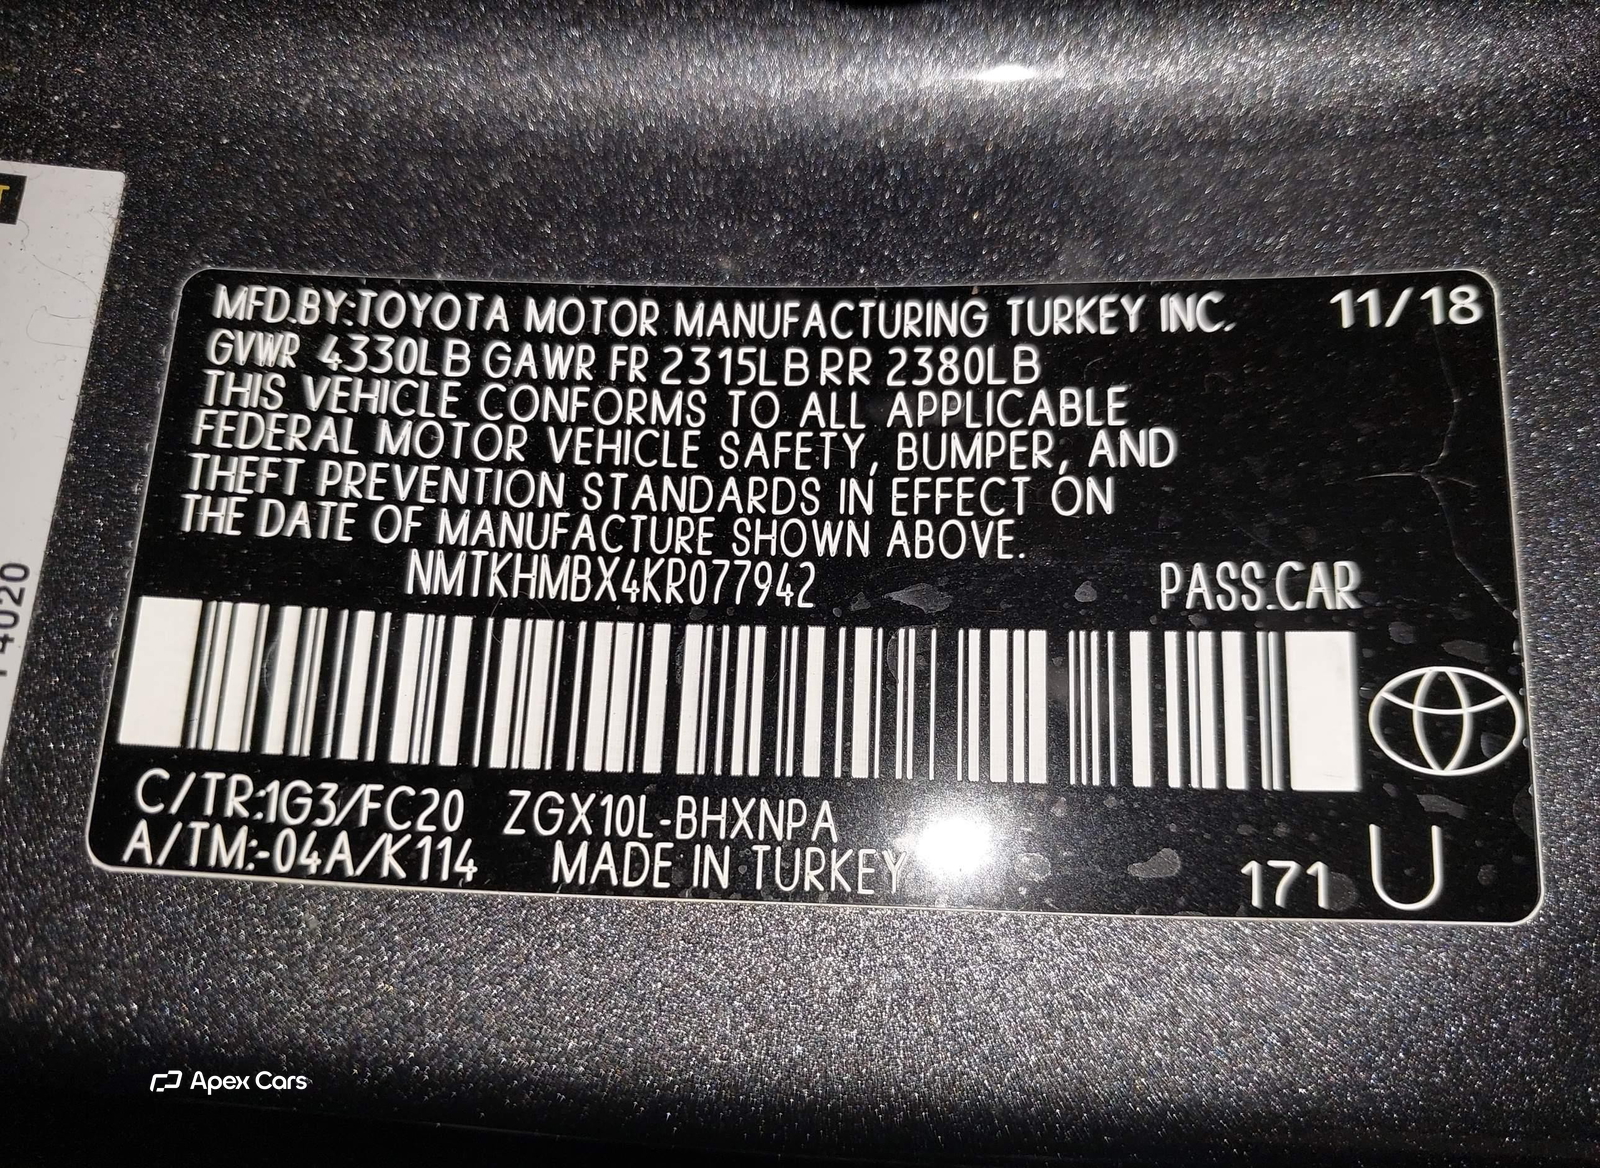 MFD.BY:TOYOTA MOTOR MANUFACTURING TURKEY INC. 11/18
GVWR 4330LB GAWR FR 2315LB RR 2380LB
THIS VEHICLE CONFORMS TO ALL APPLICABLE
FEDERAL MOTOR VEHICLE SAFETY, BUMPER, AND
THEFT PREVENTION STANDARDS IN EFFECT ON
THE DATE OF MANUFACTURE SHOWN ABOVE.
NMTKHMBX4KR077942 PASS.CAR
C/TR:1G3/FC20 ZGX10L-BHXNPA
A/TM:-04A/K114 MADE IN TURKEY 171 U
Apex Cars